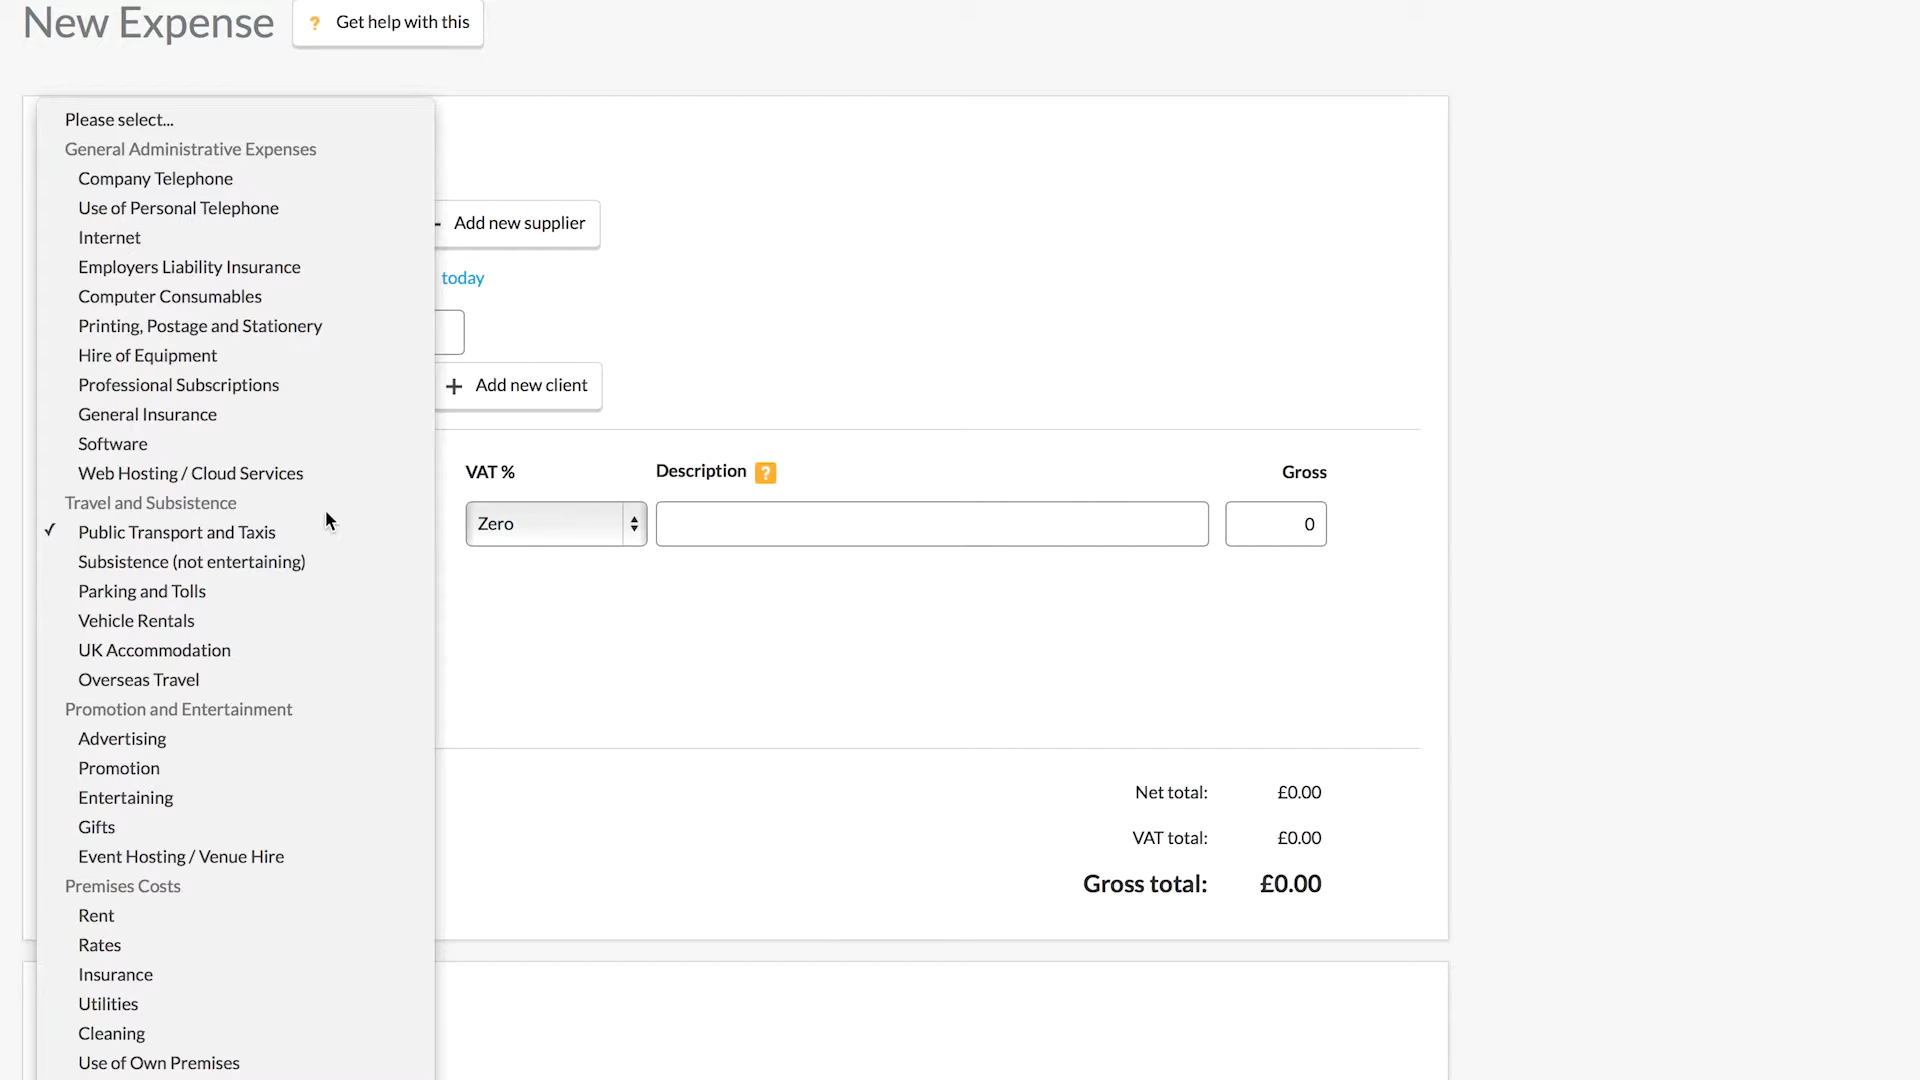 New Expense
? Get help with this
Please select...
General Administrative Expenses
Company Telephone
Use of Personal Telephone
Internet
Employers Liability Insurance
Computer Consumables
Printing, Postage and Stationery
Hire of Equipment
Professional Subscriptions
General Insurance
Software
Web Hosting / Cloud Services
Travel and Subsistence
✓ Public Transport and Taxis
Subsistence (not entertaining)
Parking and Tolls
Vehicle Rentals
UK Accommodation
Overseas Travel
Promotion and Entertainment
Advertising
Promotion
Entertaining
Gifts
Event Hosting / Venue Hire
Premises Costs
Rent
Rates
Insurance
Utilities
Cleaning
Use of Own Premises
Add new supplier
today
+ Add new client
VAT % Description ? Gross
Zero 0
Net total: £0.00
VAT total: £0.00
Gross total: £0.00